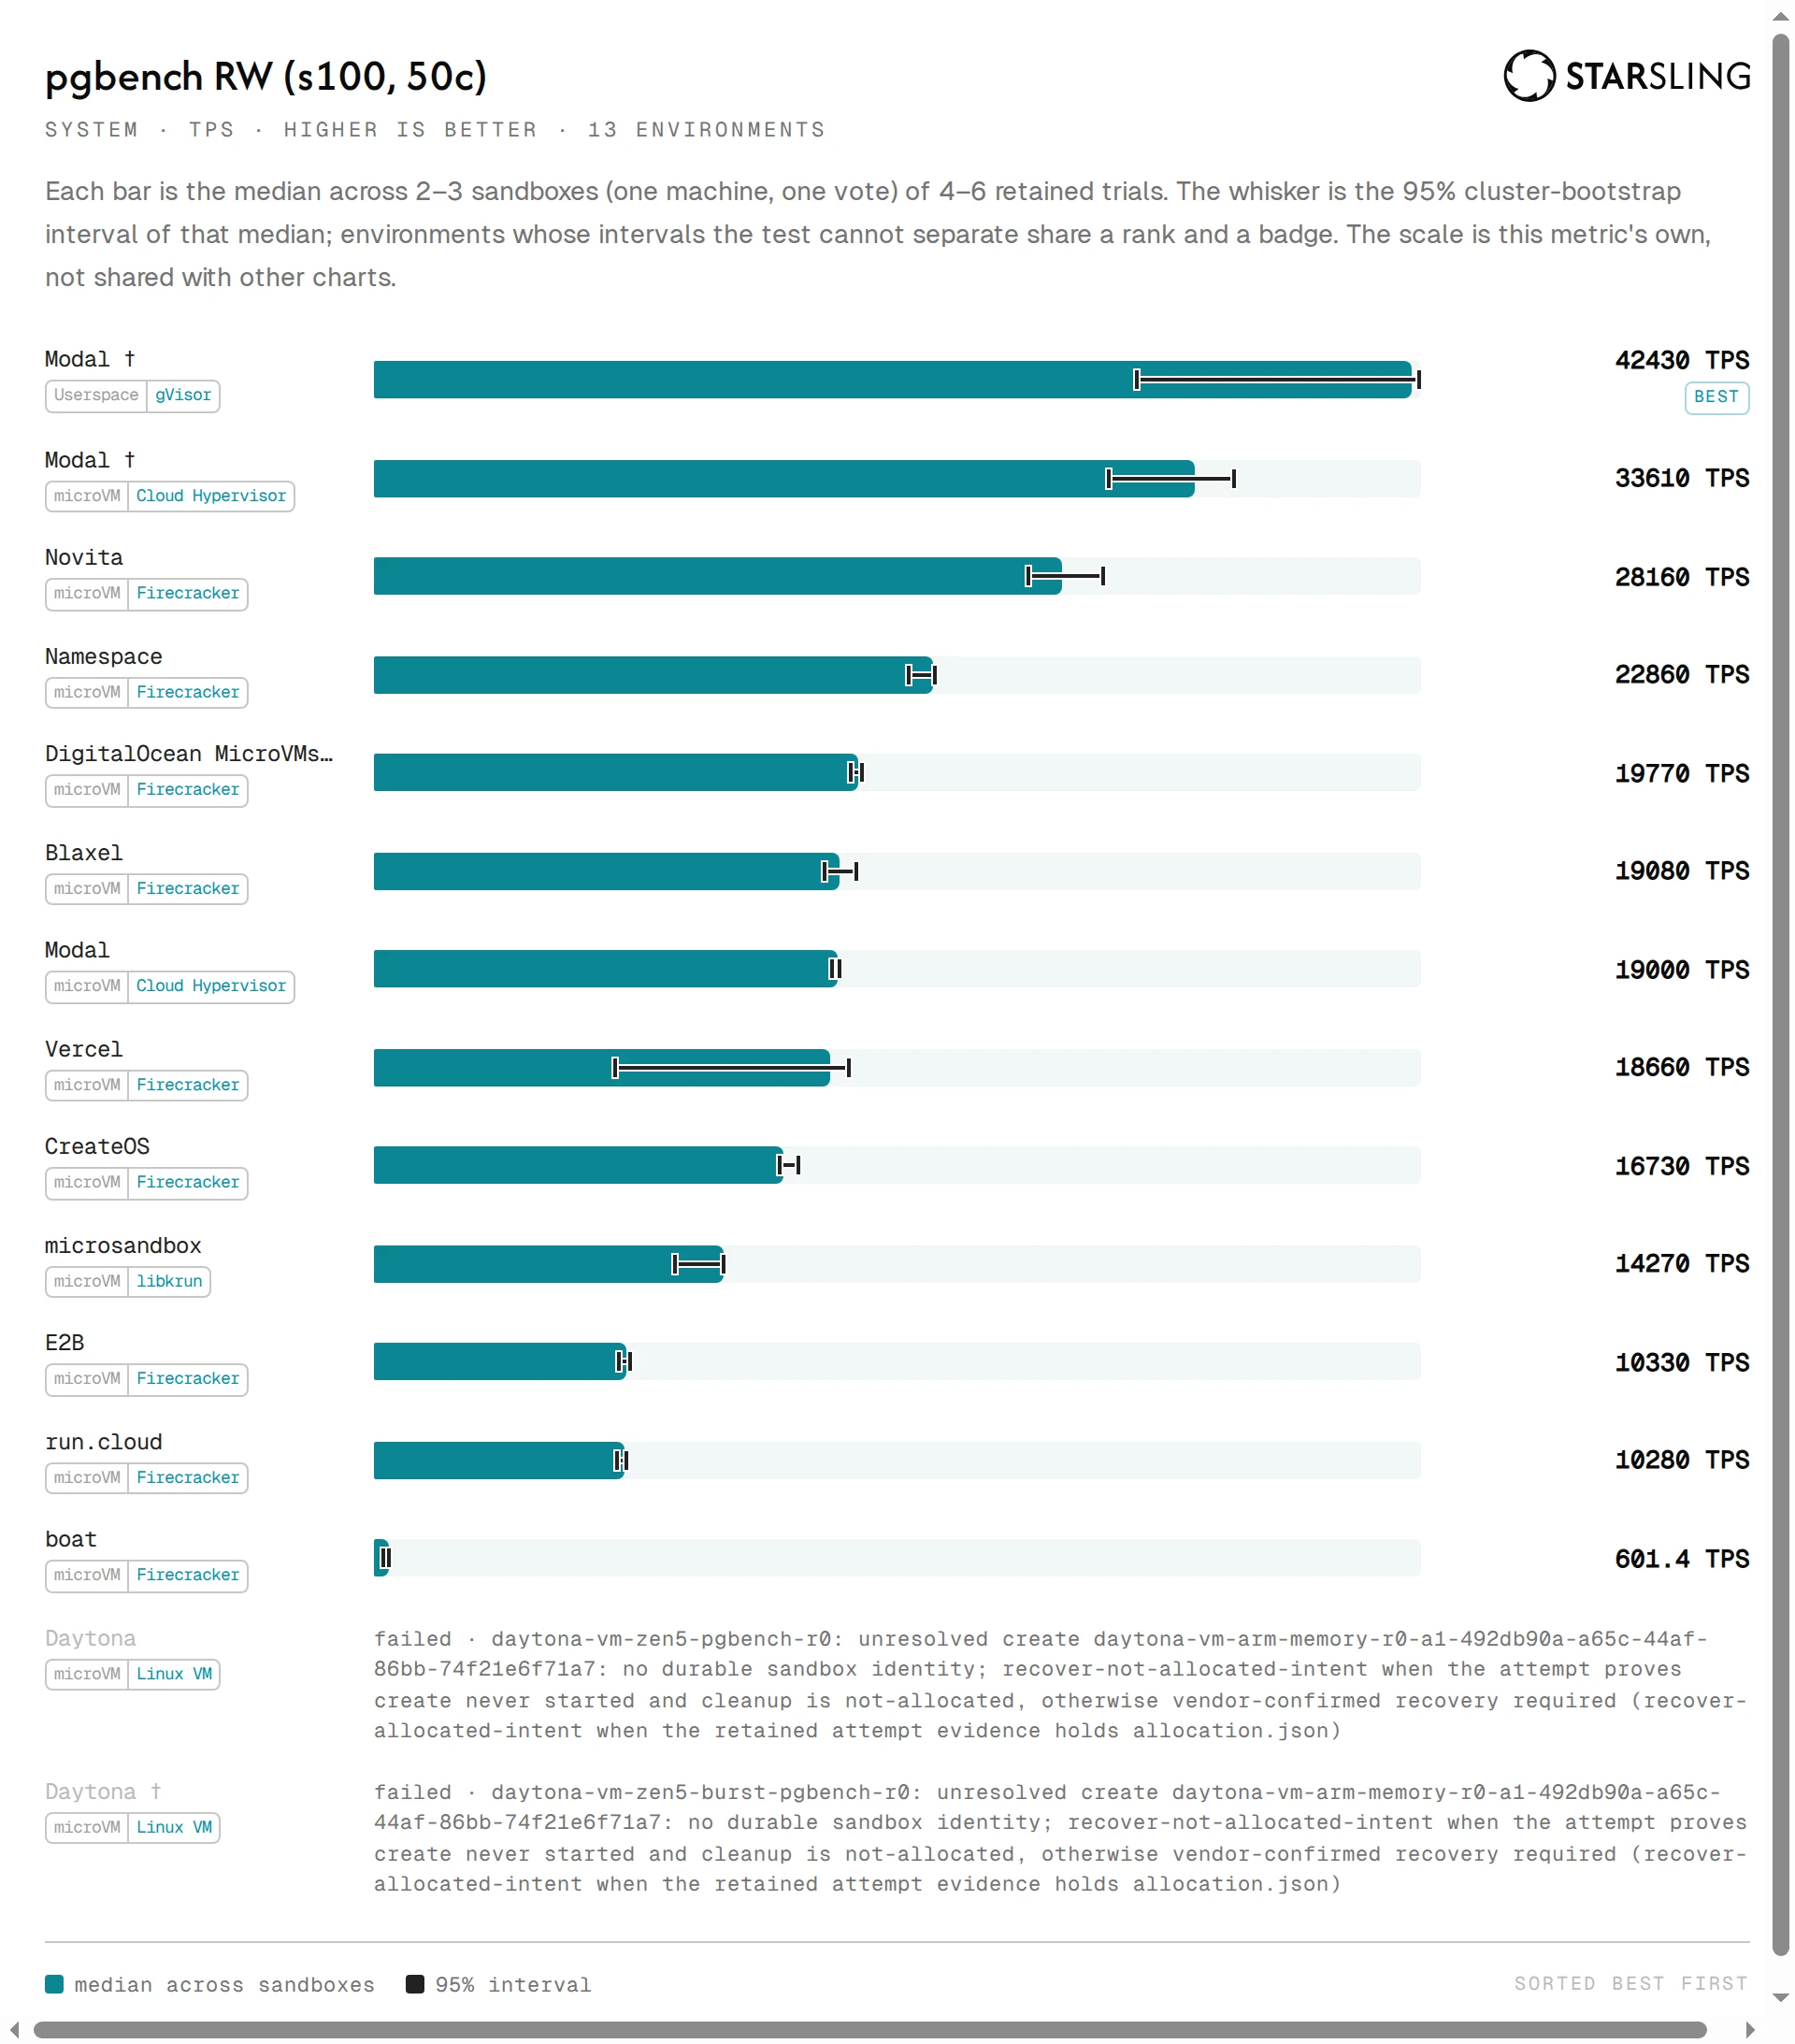 pgbench RW (s100, 50c)
STARSLING
SYSTEM · TPS · HIGHER IS BETTER · 13 ENVIRONMENTS
Each bar is the median across 2–3 sandboxes (one machine, one vote) of 4–6 retained trials. The whisker is the 95% cluster-bootstrap
interval of that median; environments whose intervals the test cannot separate share a rank and a badge. The scale is this metric's own,
not shared with other charts.
Modal †
Userspace gVisor
42430 TPS
BEST
Modal †
microVM Cloud Hypervisor
33610 TPS
Novita
microVM Firecracker
28160 TPS
Namespace
microVM Firecracker
22860 TPS
DigitalOcean MicroVMs…
microVM Firecracker
19770 TPS
Blaxel
microVM Firecracker
19080 TPS
Modal
microVM Cloud Hypervisor
19000 TPS
Vercel
microVM Firecracker
18660 TPS
CreateOS
microVM Firecracker
16730 TPS
microsandbox
microVM libkrun
14270 TPS
E2B
microVM Firecracker
10330 TPS
run.cloud
microVM Firecracker
10280 TPS
boat
microVM Firecracker
601.4 TPS
Daytona
microVM Linux VM
failed · daytona-vm-zen5-pgbench-r0: unresolved create daytona-vm-arm-memory-r0-a1-492db90a-a65c-44af-
86bb-74f21e6f71a7: no durable sandbox identity; recover-not-allocated-intent when the attempt proves
create never started and cleanup is not-allocated, otherwise vendor-confirmed recovery required (recover-
allocated-intent when the retained attempt evidence holds allocation.json)
Daytona †
microVM Linux VM
failed · daytona-vm-zen5-burst-pgbench-r0: unresolved create daytona-vm-arm-memory-r0-a1-492db90a-a65c-
44af-86bb-74f21e6f71a7: no durable sandbox identity; recover-not-allocated-intent when the attempt proves
create never started and cleanup is not-allocated, otherwise vendor-confirmed recovery required (recover-
allocated-intent when the retained attempt evidence holds allocation.json)
median across sandboxes
95% interval
SORTED BEST FIRST